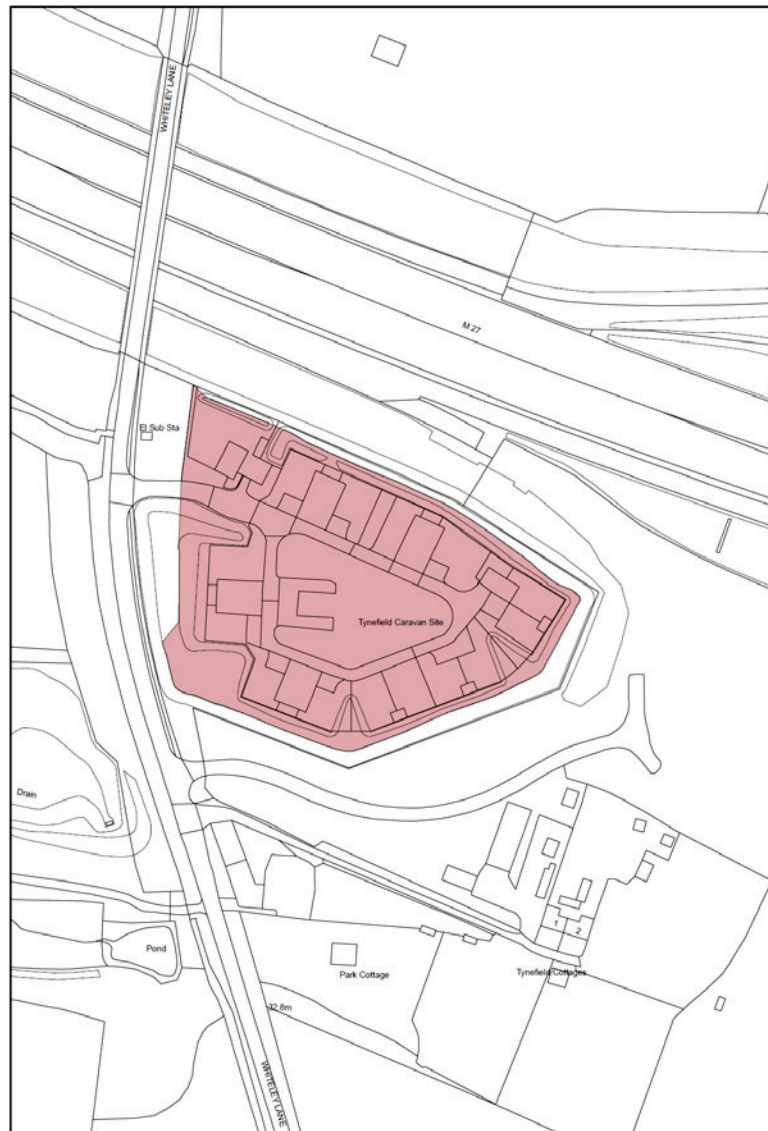 WHITELEY LANE
M 27
El Sub Sta
Tynefield Caravan Site
Drain
1
2
Pond
Park Cottage
Tynefield Cottages
32.8m
WHITELEY LANE